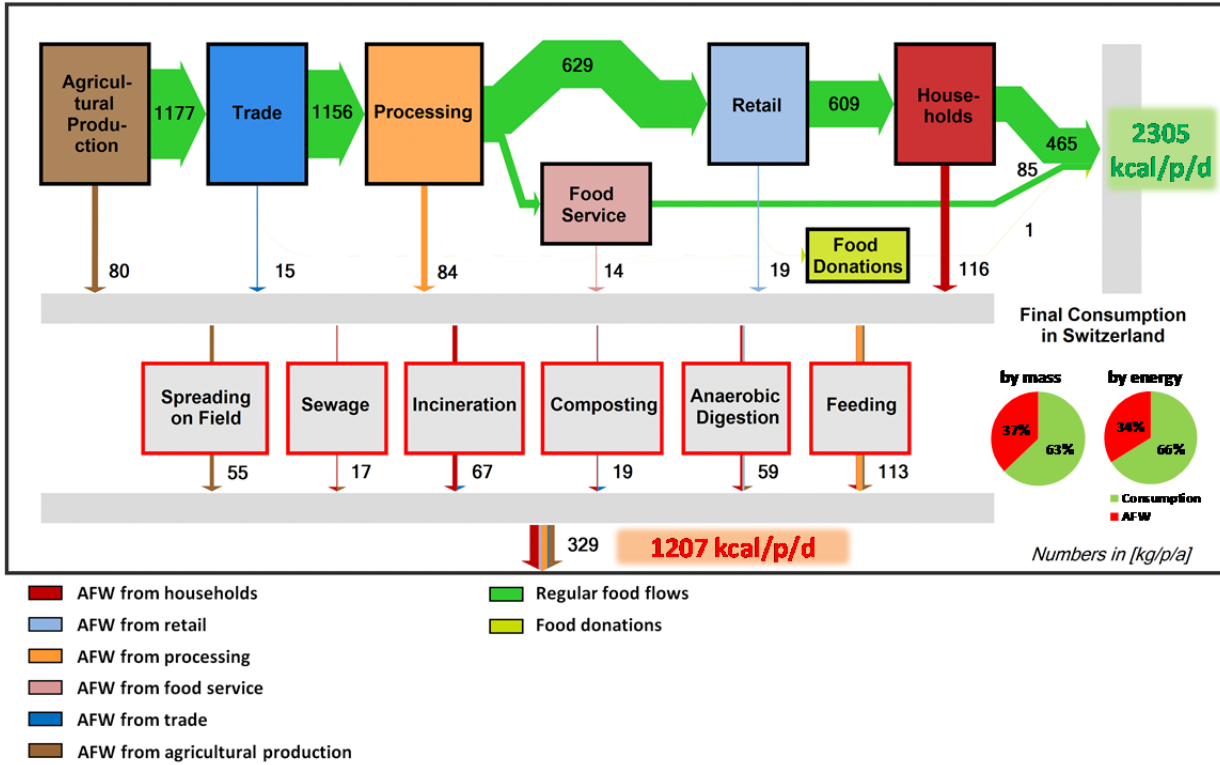 Agricul-
tural
Produ-
ction
1177
Trade
1156
Processing
629
Retail
609
House-
holds
465
2305
kcal/p/d
85
Food
Service
1
Food
Donations
80
15
84
14
19
116
Final Consumption
in Switzerland
Spreading
on Field
Sewage
Incineration
Composting
Anaerobic
Digestion
Feeding
by mass
by energy
37%
63%
34%
66%
55
17
67
19
59
113
Consumption
AFW
329
1207 kcal/p/d
Numbers in [kg/p/a]
AFW from households
AFW from retail
AFW from processing
AFW from food service
AFW from trade
AFW from agricultural production
Regular food flows
Food donations